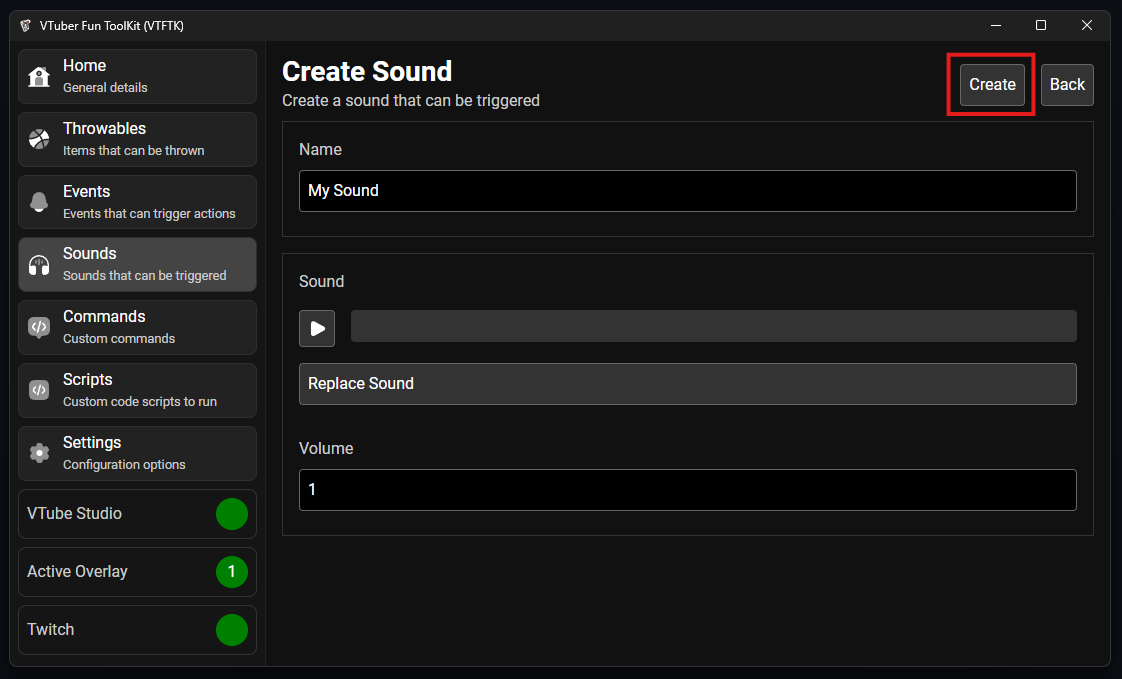 VTuber Fun ToolKit (VTFTK)
Home
General details
Throwables
Items that can be thrown
Events
Events that can trigger actions
Sounds
Sounds that can be triggered
Commands
Custom commands
Scripts
Custom code scripts to run
Settings
Configuration options
VTube Studio
Active Overlay 1
Twitch
Create Sound
Create a sound that can be triggered
Create
Back
Name
My Sound
Sound
Replace Sound
Volume
1